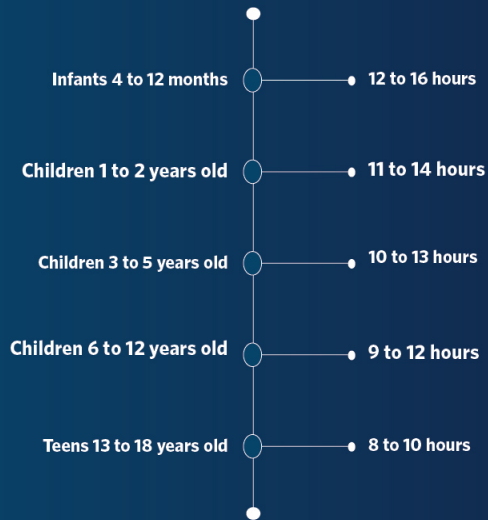 Infants 4 to 12 months
12 to 16 hours
Children 1 to 2 years old
11 to 14 hours
Children 3 to 5 years old
10 to 13 hours
Children 6 to 12 years old
9 to 12 hours
Teens 13 to 18 years old
8 to 10 hours